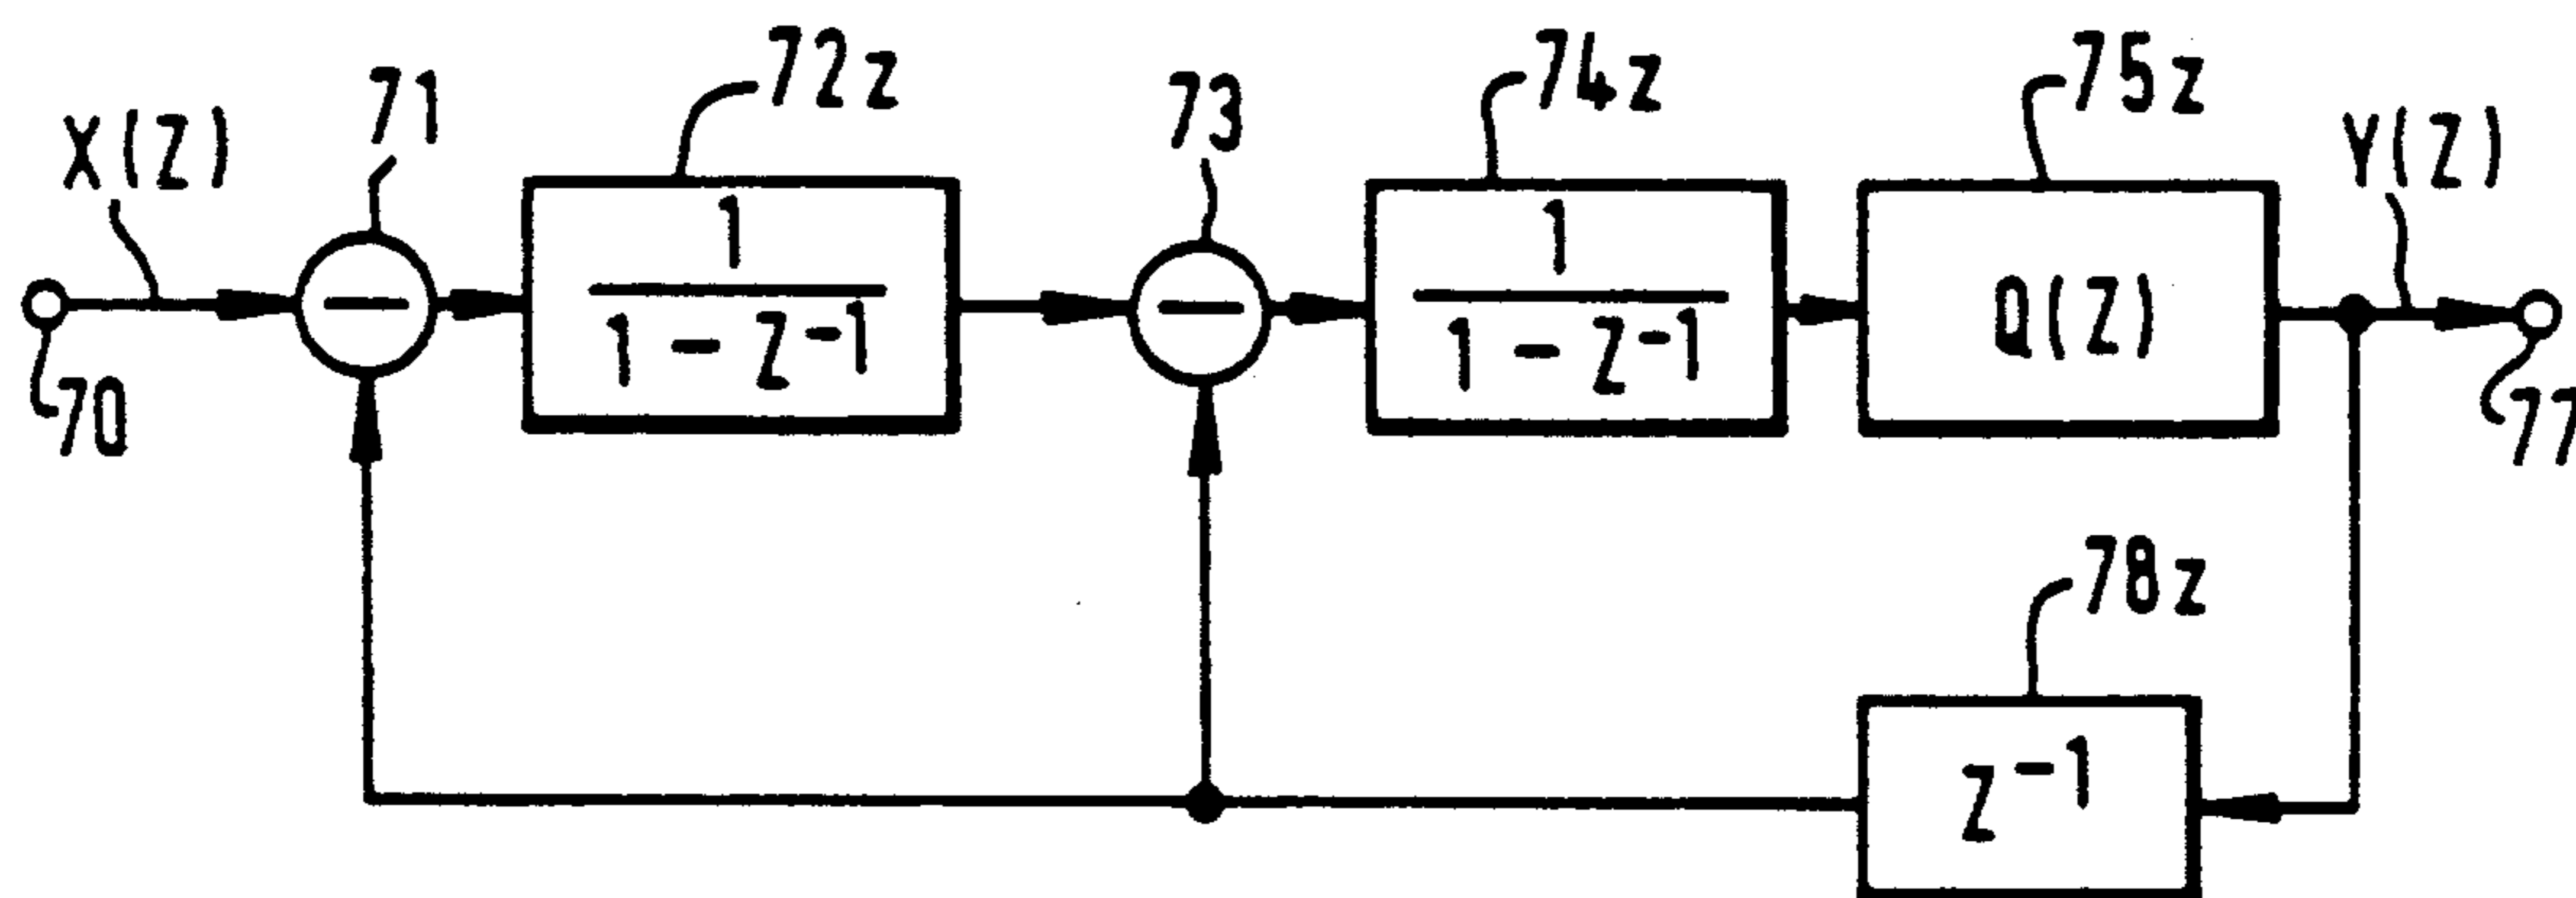 X(Z)
71
72z
73
74z
75z
Y(Z)
70
−
1
1 - Z-1
−
1
1 - Z-1
Q(Z)
77
78z
Z-1